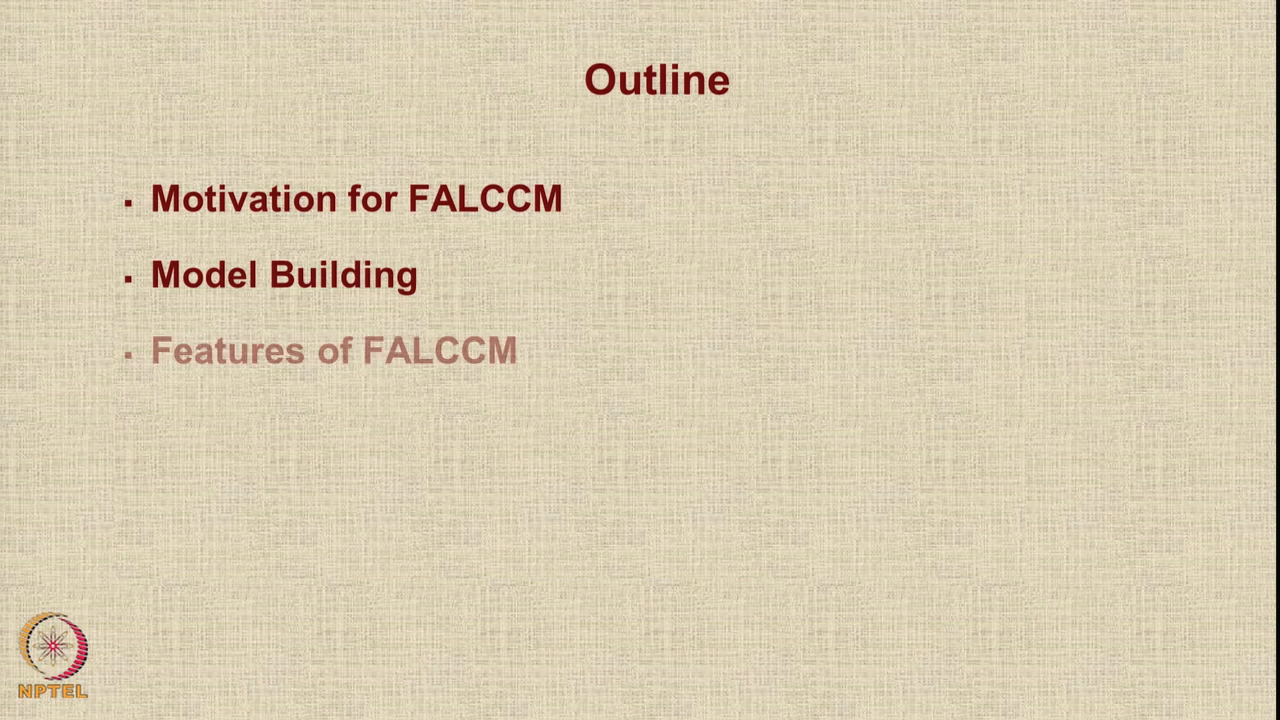 Outline
▪ Motivation for FALCCM
▪ Model Building
▪ Features of FALCCM
NPTEL